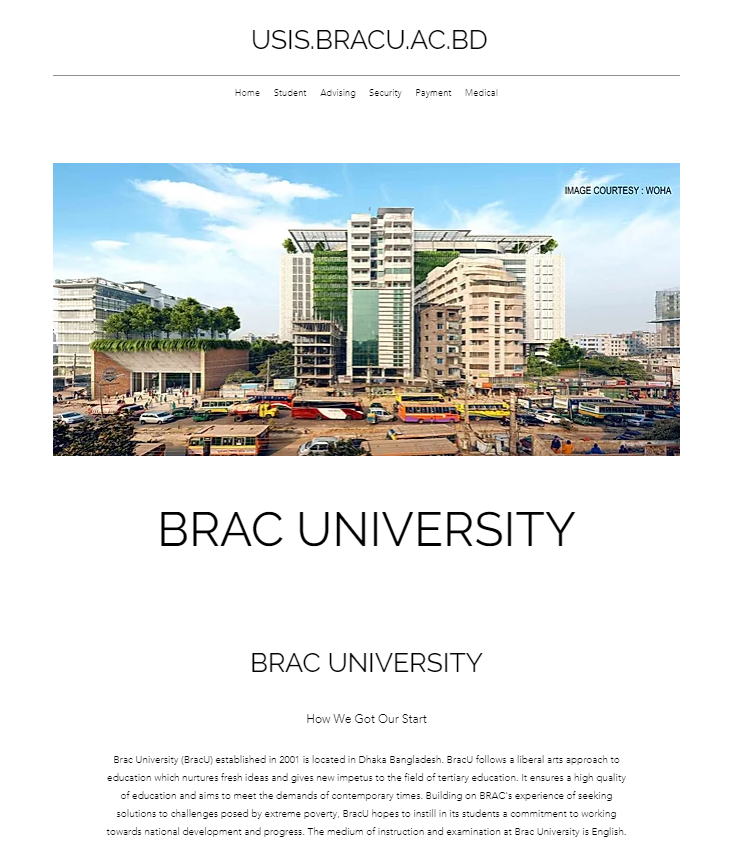 USIS.BRACU.AC.BD
Home Student Advising Security Payment Medical
IMAGE COURTESY : WOHA
BRAC UNIVERSITY
BRAC UNIVERSITY
How We Got Our Start
Brac University (BracU) established in 2001 is located in Dhaka Bangladesh. BracU follows a liberal arts approach to
education which nurtures fresh ideas and gives new impetus to the field of tertiary education. It ensures a high quality
of education and aims to meet the demands of contemporary times. Building on BRAC's experience of seeking
solutions to challenges posed by extreme poverty, BracU hopes to instill in its students a commitment to working
towards national development and progress. The medium of instruction and examination at Brac University is English.